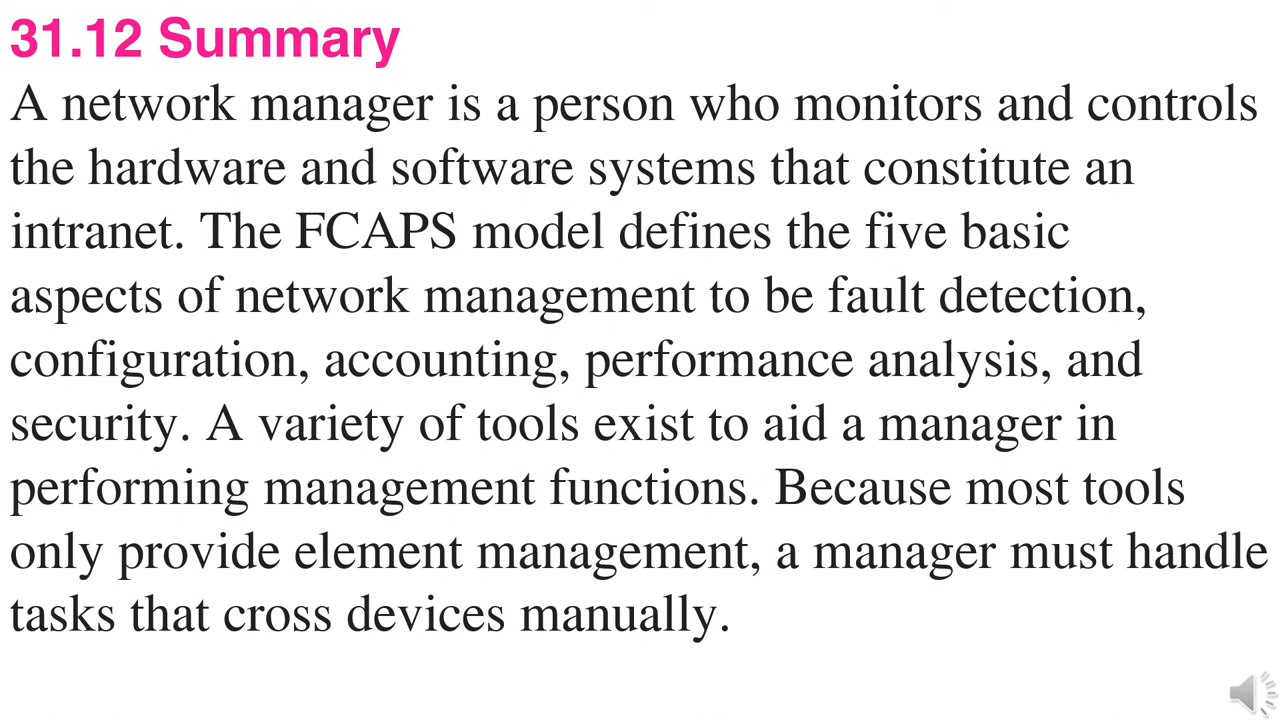 31.12 Summary
A network manager is a person who monitors and controls
the hardware and software systems that constitute an
intranet. The FCAPS model defines the five basic
aspects of network management to be fault detection,
configuration, accounting, performance analysis, and
security. A variety of tools exist to aid a manager in
performing management functions. Because most tools
only provide element management, a manager must handle
tasks that cross devices manually.